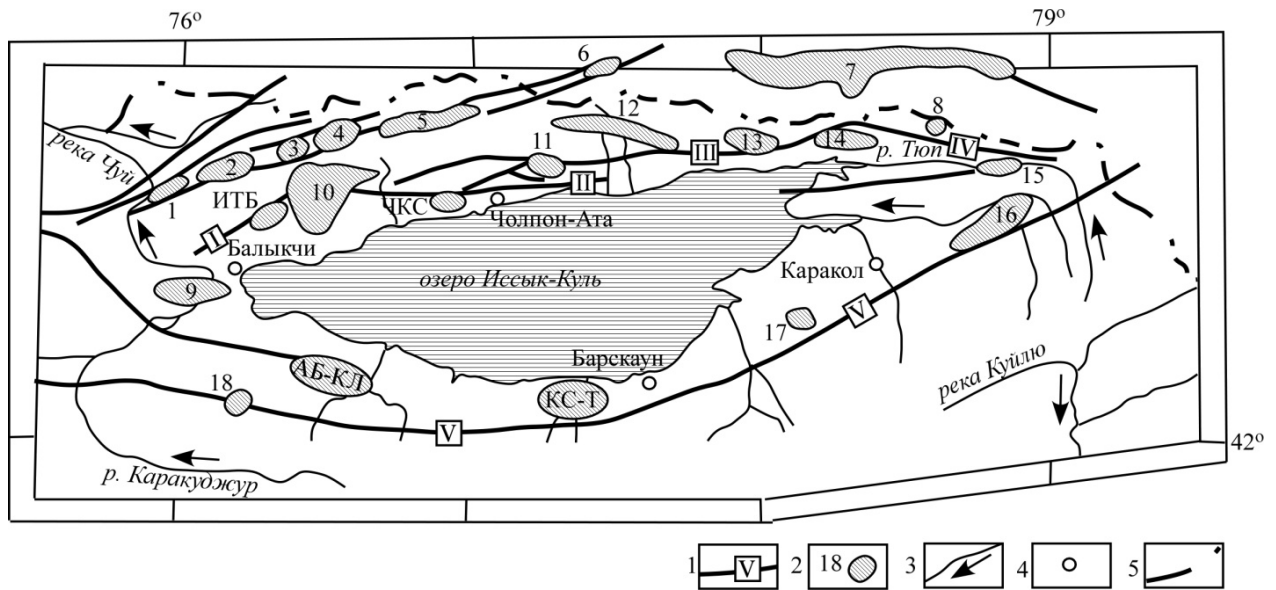 76º
79º
6
7
12
8
5
4
3
река Чуй
11
13
14
IV
р. Тюп
III
2
15
10
II
1
ИТБ
ЧКС
16
Чолпон-Ата
I
Балыкчи
Каракол
озеро Иссык-Куль
9
V
17
Барскаун
АБ-КЛ
река Куйлю
18
КС-Т
V
42º
р. Каракуджур
1 V 2 18 3 4 5